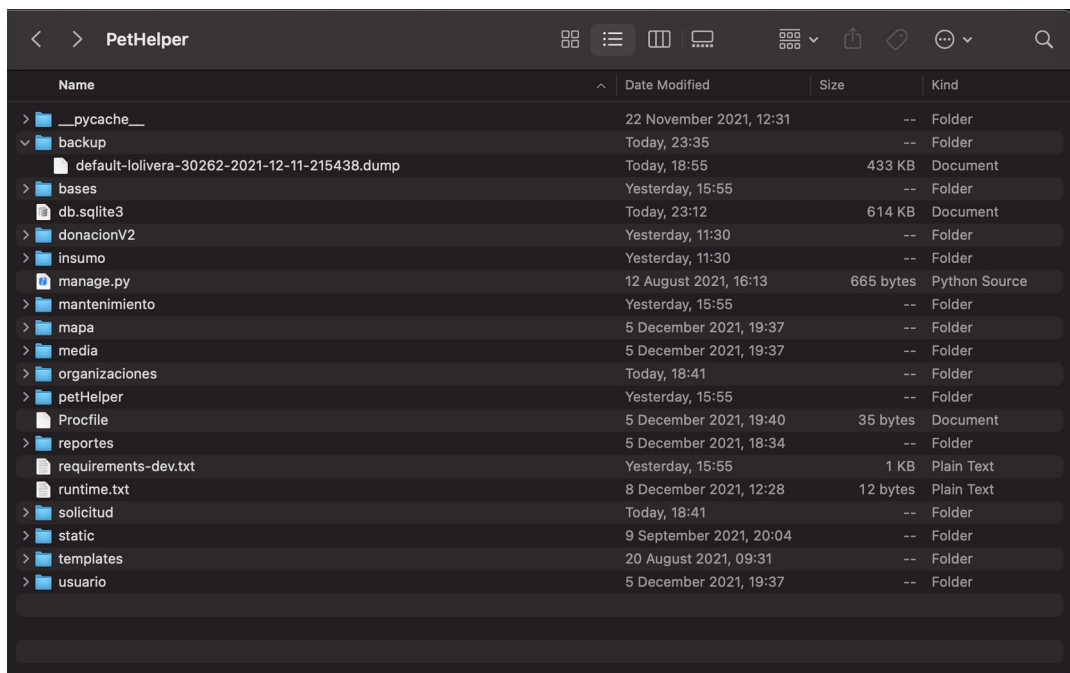 PetHelper
Name Date Modified Size Kind
__pycache__ 22 November 2021, 12:31 -- Folder
backup Today, 23:35 -- Folder
default-lolivera-30262-2021-12-11-215438.dump Today, 18:55 433 KB Document
bases Yesterday, 15:55 -- Folder
db.sqlite3 Today, 23:12 614 KB Document
donacionV2 Yesterday, 11:30 -- Folder
insumo Yesterday, 11:30 -- Folder
manage.py 12 August 2021, 16:13 665 bytes Python Source
mantenimiento Yesterday, 15:55 -- Folder
mapa 5 December 2021, 19:37 -- Folder
media 5 December 2021, 19:37 -- Folder
organizaciones Today, 18:41 -- Folder
petHelper Yesterday, 15:55 -- Folder
Procfile 5 December 2021, 19:40 35 bytes Document
reportes 5 December 2021, 18:34 -- Folder
requirements-dev.txt Yesterday, 15:55 1 KB Plain Text
runtime.txt 8 December 2021, 12:28 12 bytes Plain Text
solicitud Today, 18:41 -- Folder
static 9 September 2021, 20:04 -- Folder
templates 20 August 2021, 09:31 -- Folder
usuario 5 December 2021, 19:37 -- Folder